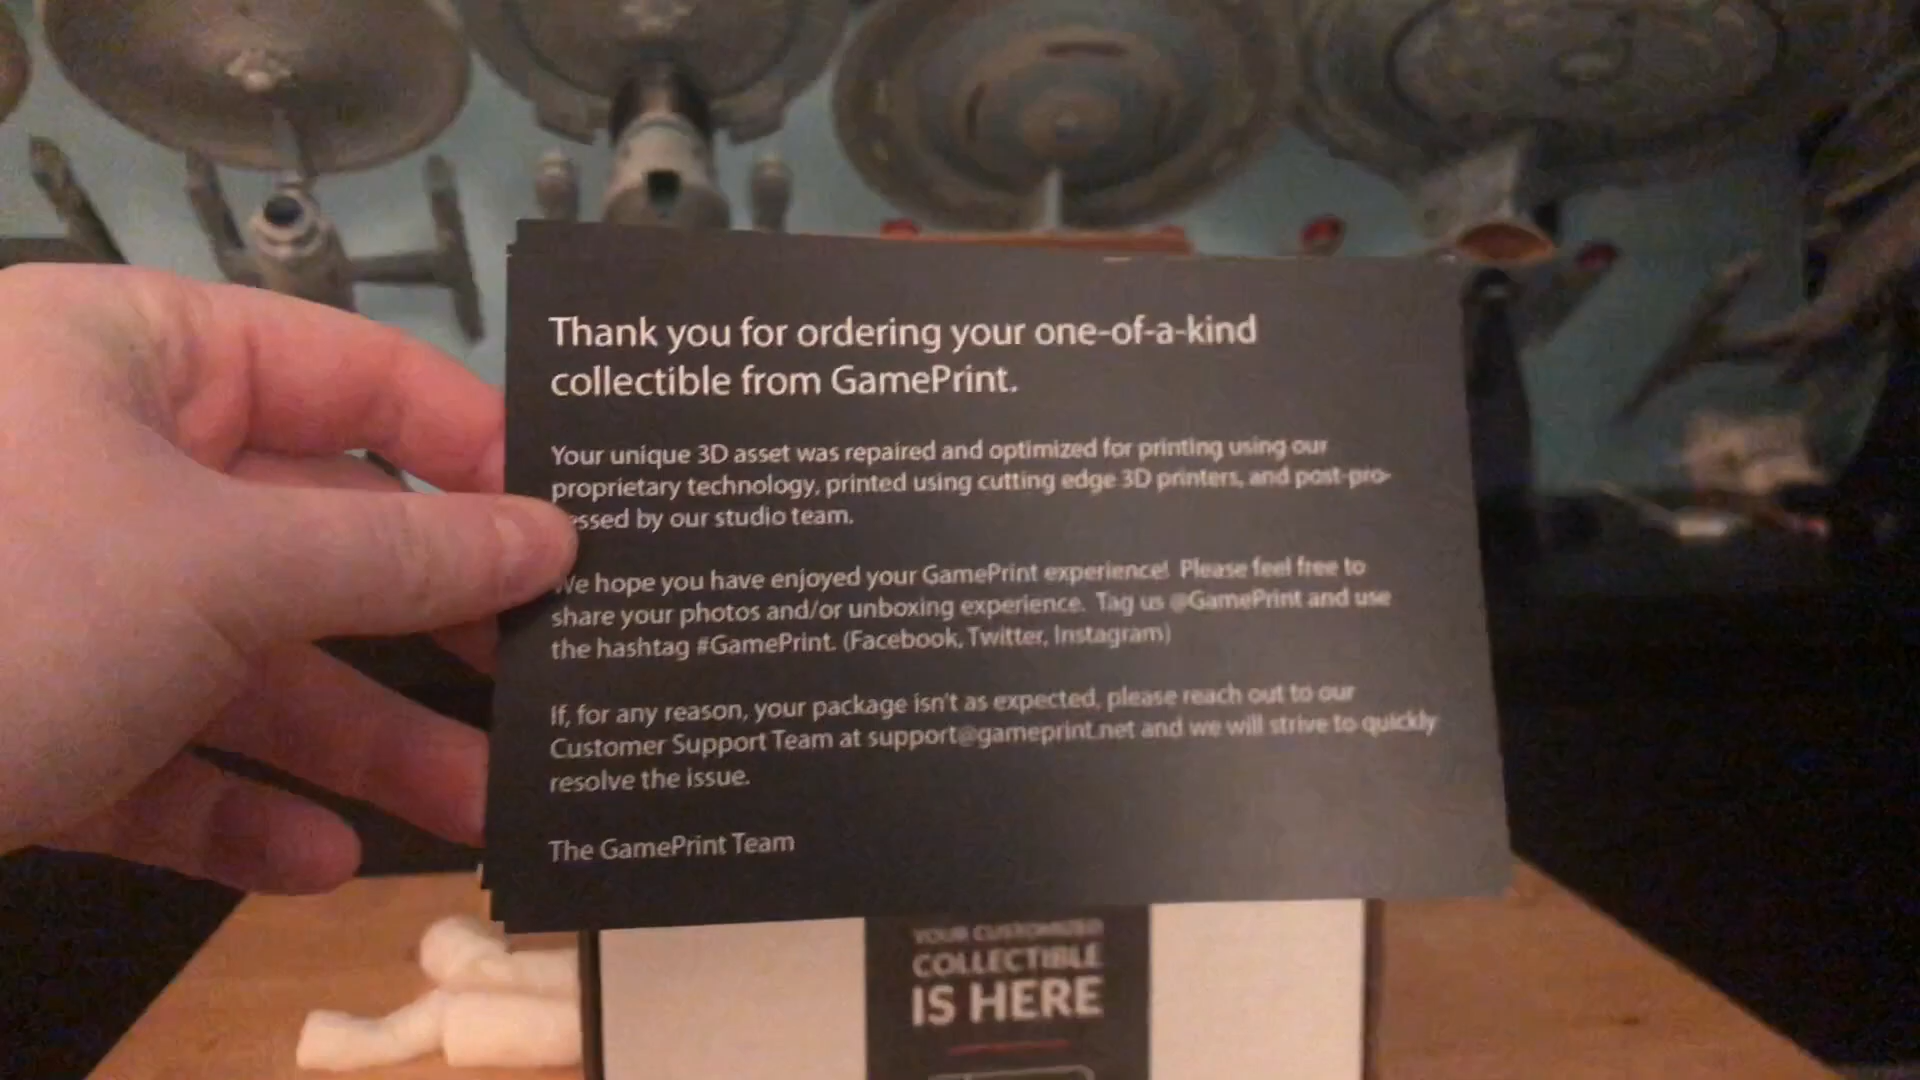 Thank you for ordering your one-of-a-kind
collectible from GamePrint.
Your unique 3D asset was repaired and optimized for printing using our
proprietary technology, printed using cutting edge 3D printers, and post-pro-
essed by our studio team.
We hope you have enjoyed your GamePrint experience! Please feel free to
share your photos and/or unboxing experience. Tag us @GamePrint and use
the hashtag #GamePrint. (Facebook, Twitter, Instagram)
If, for any reason, your package isn't as expected, please reach out to our
Customer Support Team at support@gameprint.net and we will strive to quickly
resolve the issue.
The GamePrint Team
YOUR CUSTOMIZED
COLLECTIBLE
IS HERE